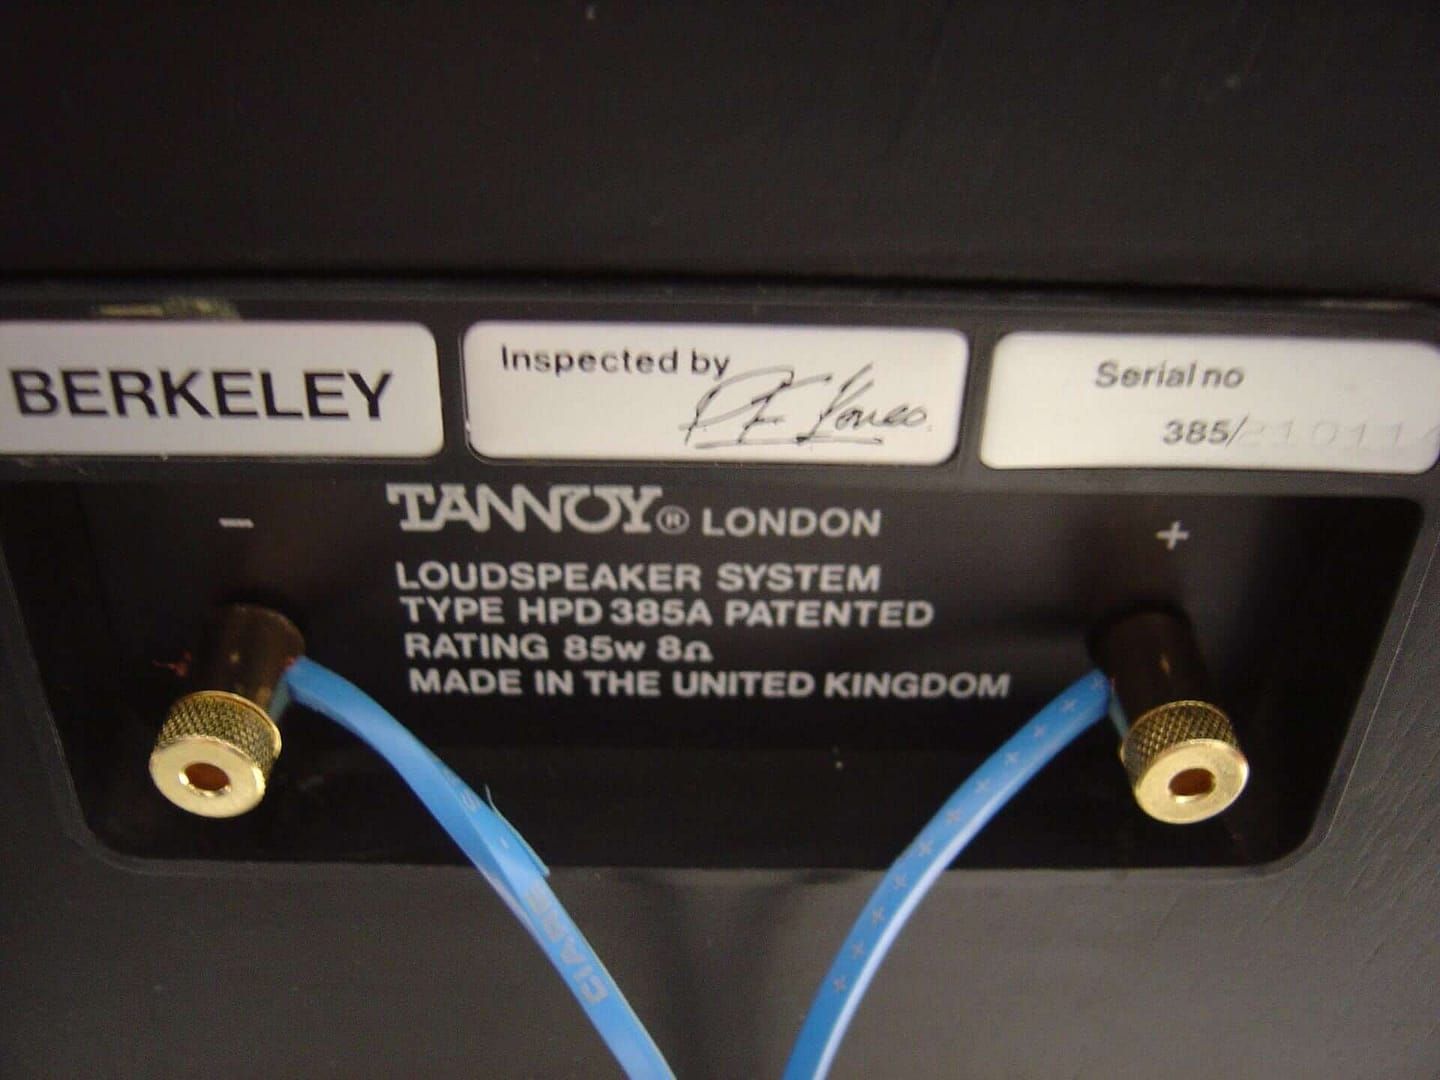 BERKELEY
Inspected by
Serial no
385/
−
TANNOY® LONDON
+
LOUDSPEAKER SYSTEM
TYPE HPD 385A PATENTED
RATING 85w 8Ω
MADE IN THE UNITED KINGDOM
CIARE
+ + + + + + + + + + +